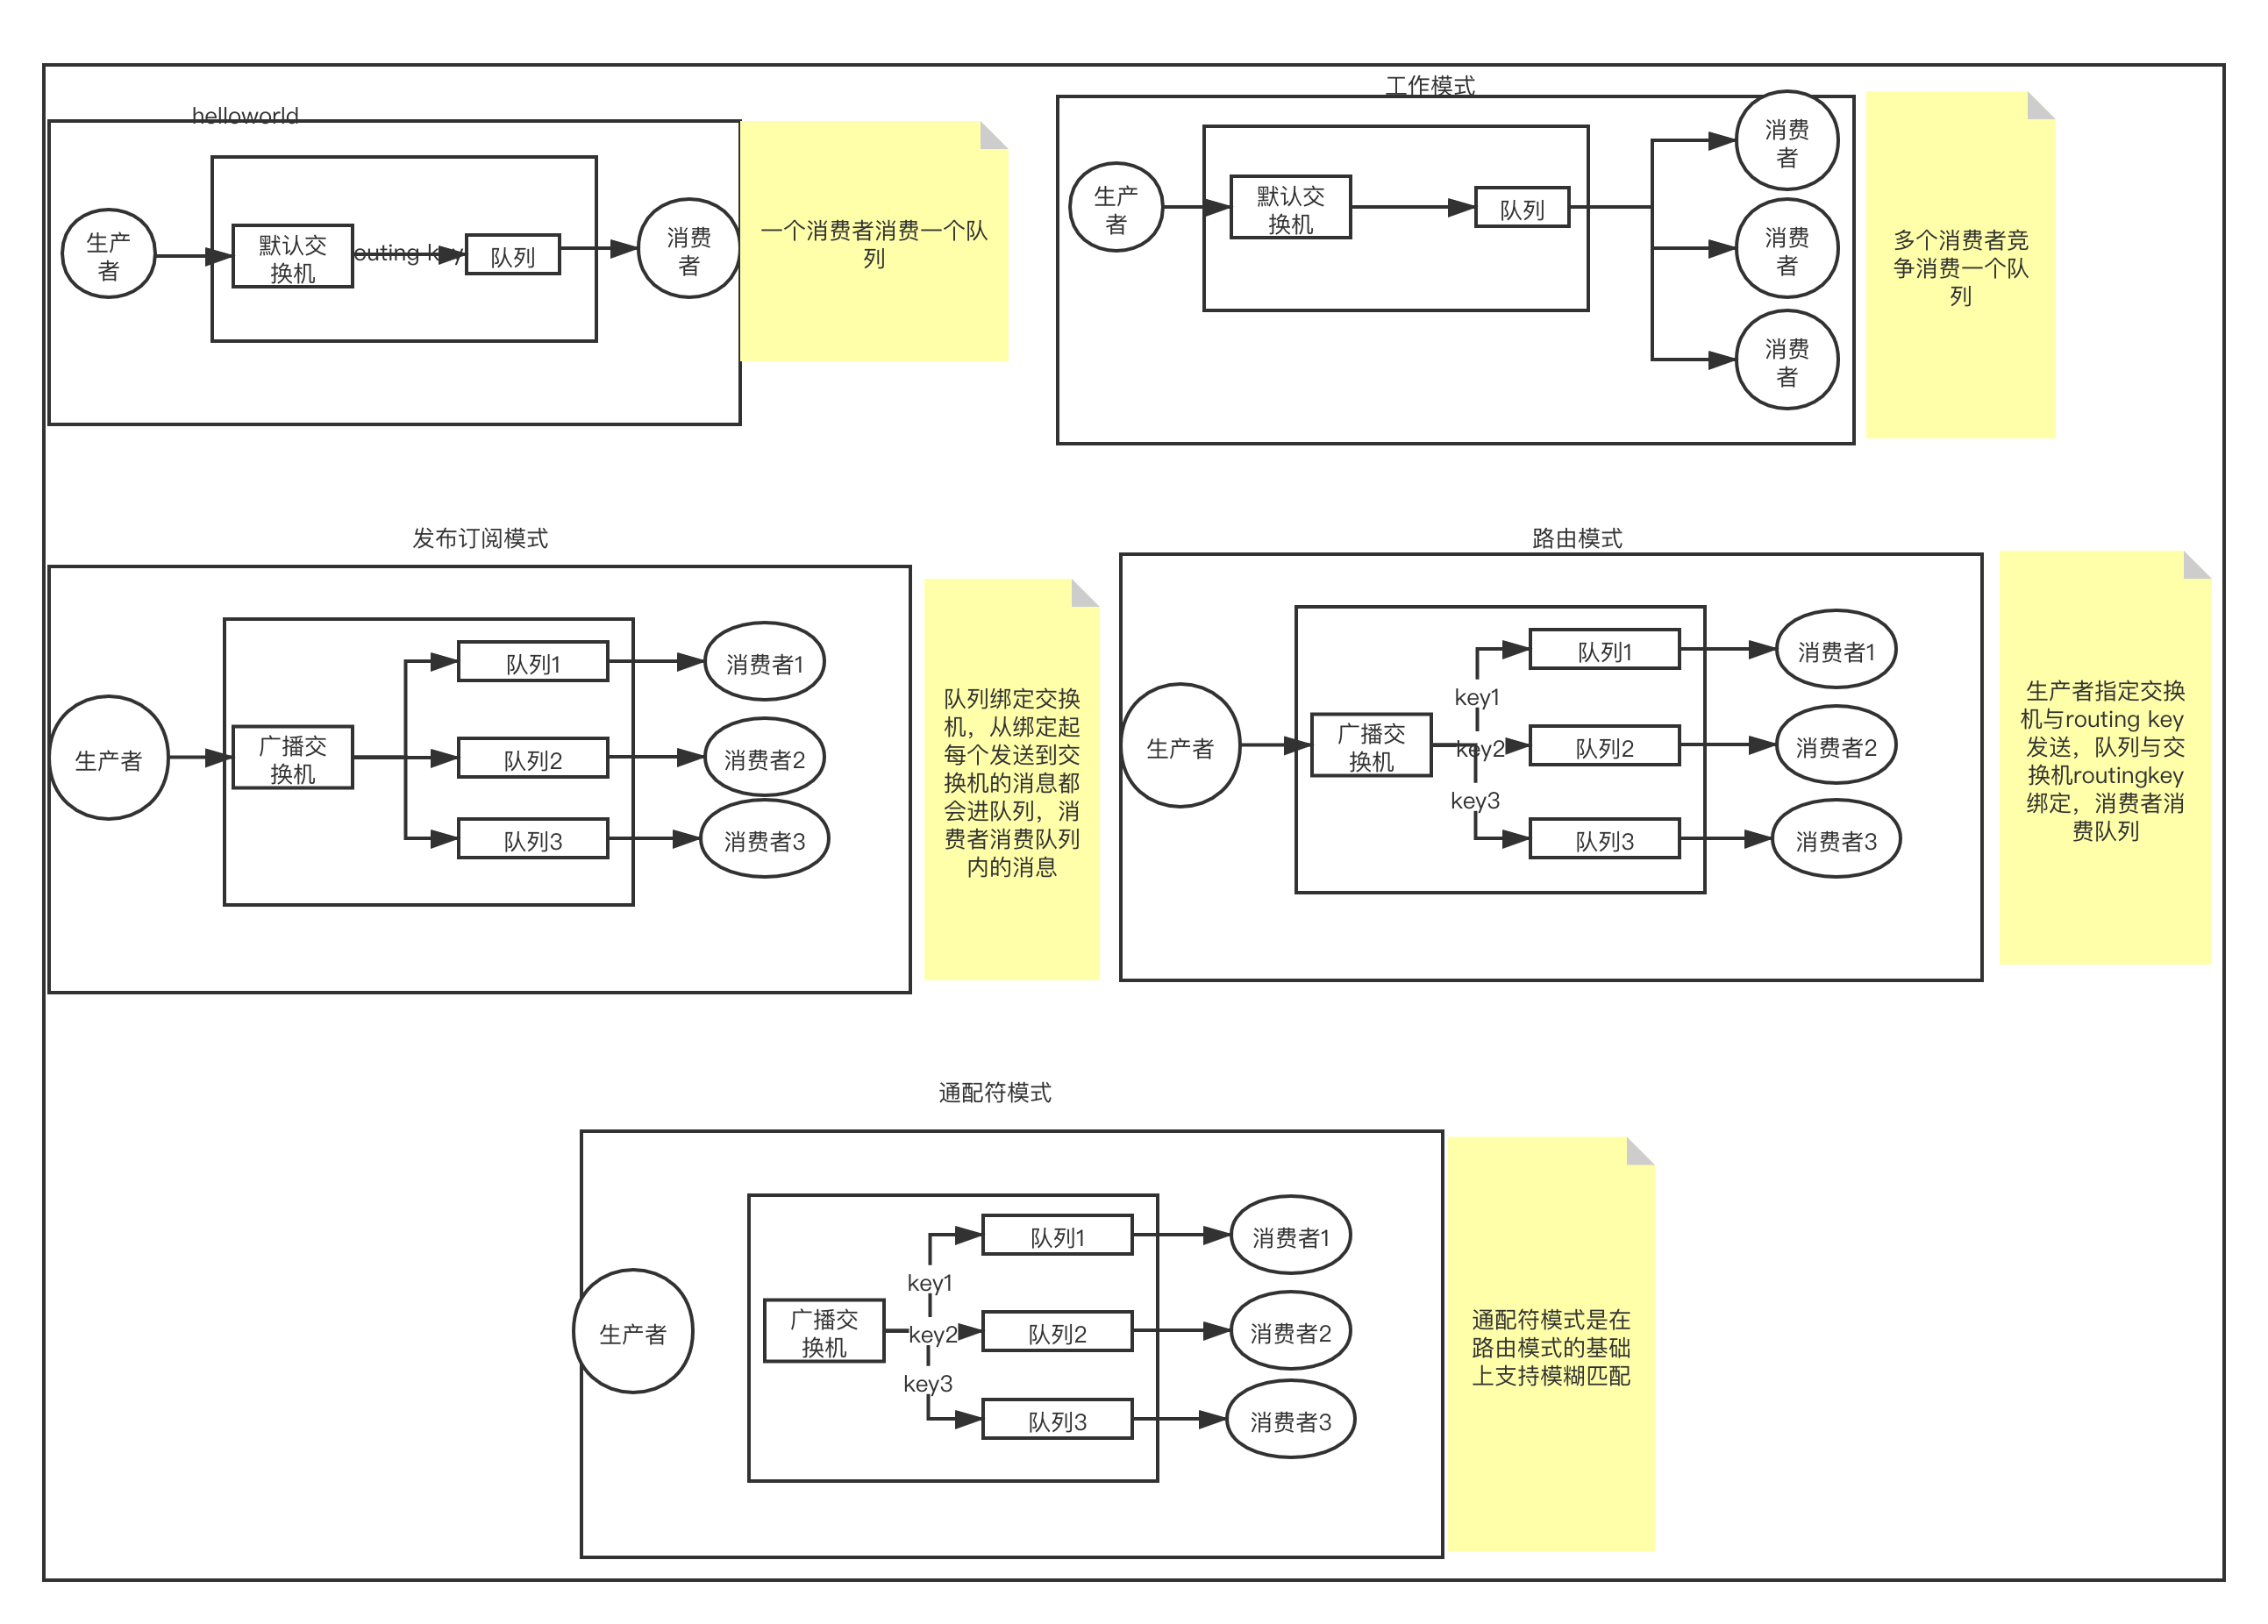 helloworld
生产
者
默认交
换机
outing key
队列
消费
者
一个消费者消费一个队
列
工作模式
生产
者
默认交
换机
队列
消费
者
消费
者
消费
者
多个消费者竞
争消费一个队
列
发布订阅模式
生产者
广播交
换机
队列1
队列2
队列3
消费者1
消费者2
消费者3
队列绑定交换
机，从绑定起
每个发送到交
换机的消息都
会进队列，消
费者消费队列
内的消息
路由模式
生产者
广播交
换机
key1
key2
key3
队列1
队列2
队列3
消费者1
消费者2
消费者3
生产者指定交换
机与routing key
发送，队列与交
换机routingkey
绑定，消费者消
费队列
通配符模式
生产者
广播交
换机
key1
key2
key3
队列1
队列2
队列3
消费者1
消费者2
消费者3
通配符模式是在
路由模式的基础
上支持模糊匹配